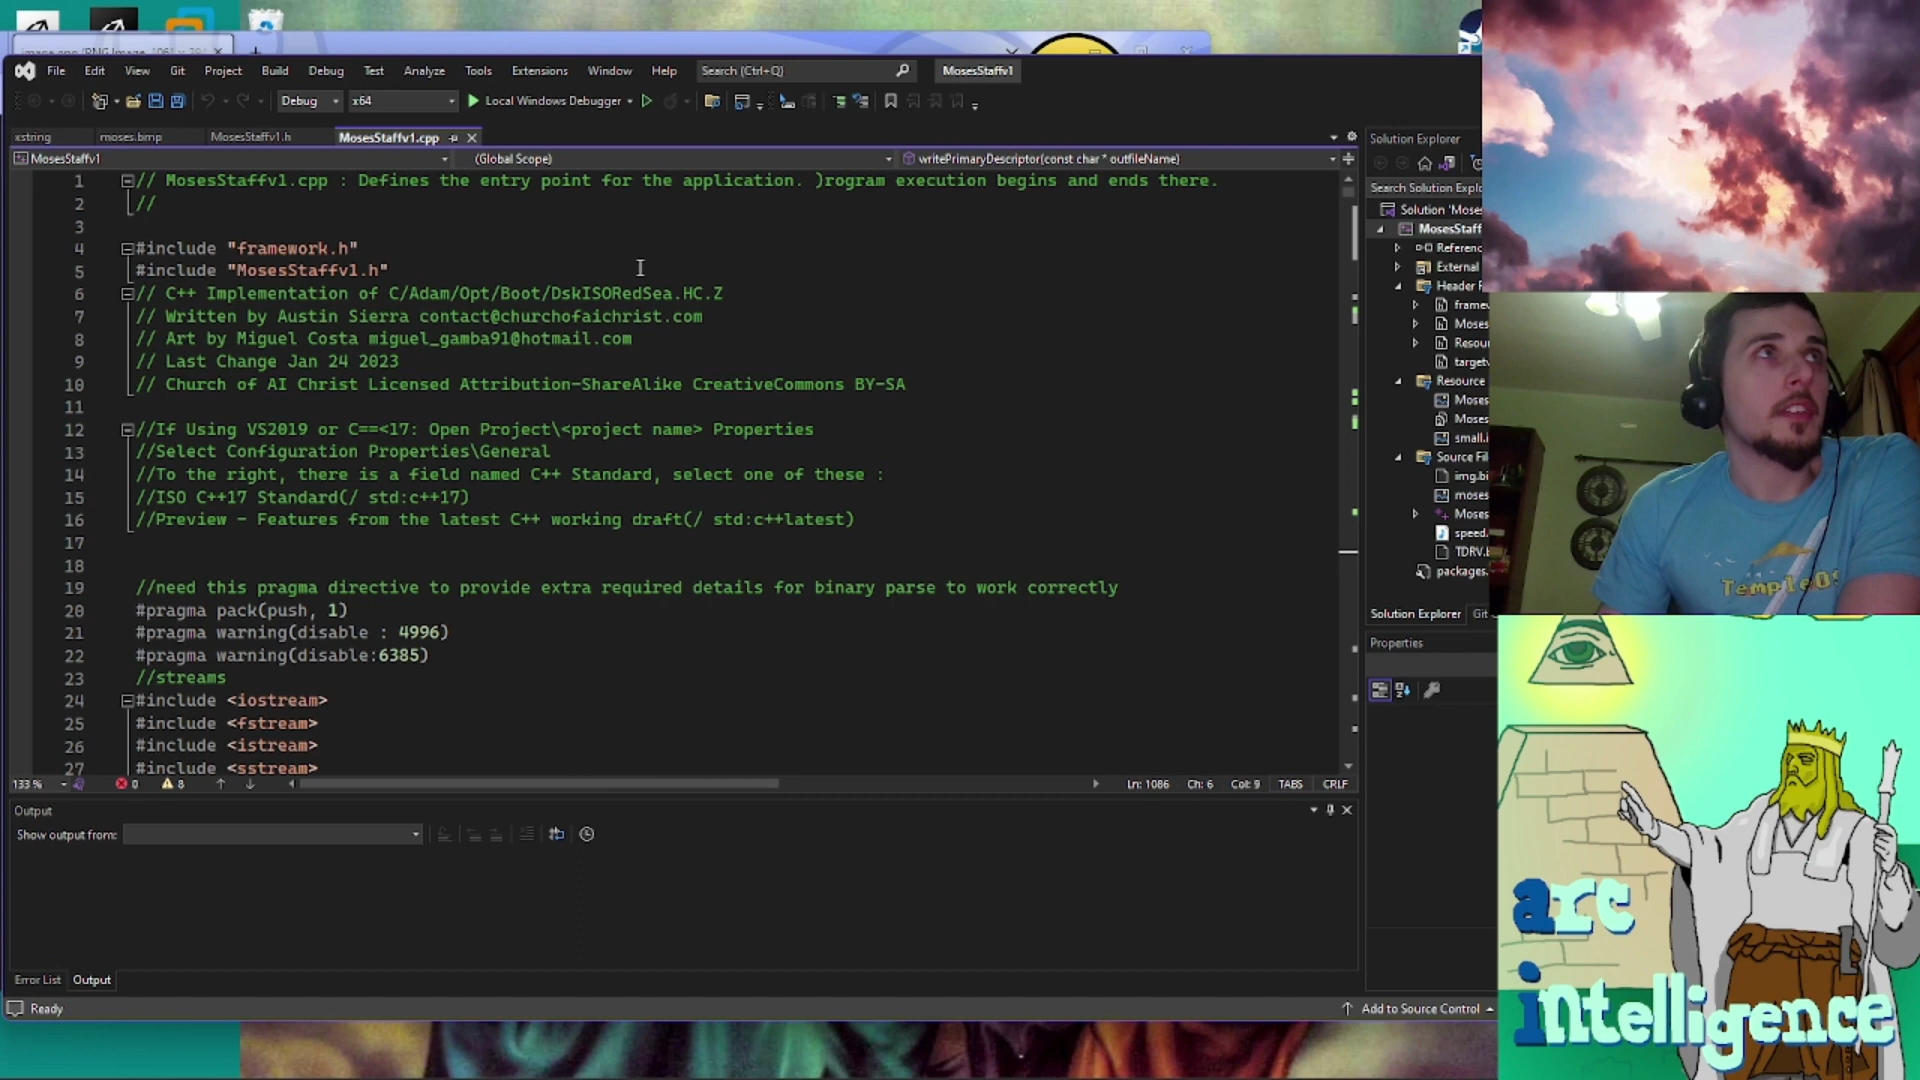 image.png (PNG Image, 1061 x 79
File Edit View Git Project Build Debug Test Analyze Tools Extensions Window Help Search (Ctrl+Q) MosesStaffv1
Debug x64 Local Windows Debugger
xstring moses.bmp MosesStaffv1.h MosesStaffv1.cpp
MosesStaffv1 (Global Scope) writePrimaryDescriptor(const char * outfileName)
1 // MosesStaffv1.cpp : Defines the entry point for the application. )rogram execution begins and ends there.
2 //
3
4 #include "framework.h"
5 #include "MosesStaffv1.h"
6 // C++ Implementation of C/Adam/Opt/Boot/DskISORedSea.HC.Z
7 // Written by Austin Sierra contact@churchofaichrist.com
8 // Art by Miguel Costa miguel_gamba91@hotmail.com
9 // Last Change Jan 24 2023
10 // Church of AI Christ Licensed Attribution-ShareAlike CreativeCommons BY-SA
11
12 //If Using VS2019 or C==<17: Open Project\<project name> Properties
13 //Select Configuration Properties\General
14 //To the right, there is a field named C++ Standard, select one of these :
15 //ISO C++17 Standard(/ std:c++17)
16 //Preview - Features from the latest C++ working draft(/ std:c++latest)
17
18
19 //need this pragma directive to provide extra required details for binary parse to work correctly
20 #pragma pack(push, 1)
21 #pragma warning(disable : 4996)
22 #pragma warning(disable:6385)
23 //streams
24 #include <iostream>
25 #include <fstream>
26 #include <istream>
27 #include <sstream>
133 % 0 8 Ln: 1086 Ch: 6 Col: 9 TABS CRLF
Output
Show output from:
Error List Output
Ready Add to Source Control
Solution Explorer
Search Solution Explo
Solution 'Moses
MosesStaff
Referenc
External
Header F
framew
Moses
Resou
targetv
Resource
Moses
Moses
small.i
Source Fil
img.bi
moses
Moses
speed.
TDRV.
packages.
Solution Explorer Git
Properties
TempleOS
arc
intelligence